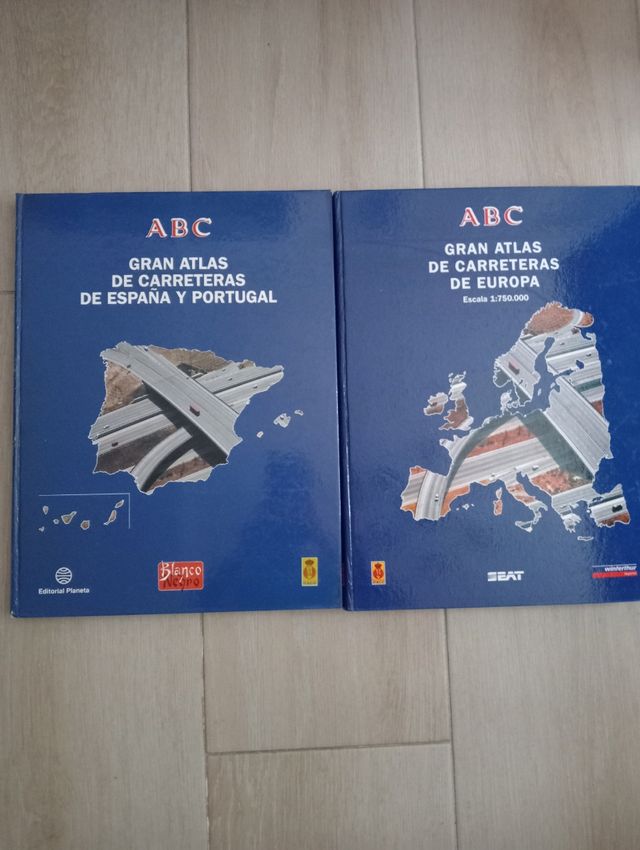 ABC
GRAN ATLAS
DE CARRETERAS
DE ESPAÑA Y PORTUGAL
Editorial Planeta
Blanco
Negro
ABC
GRAN ATLAS
DE CARRETERAS
DE EUROPA
Escala 1:750.000
SEAT
winterthur